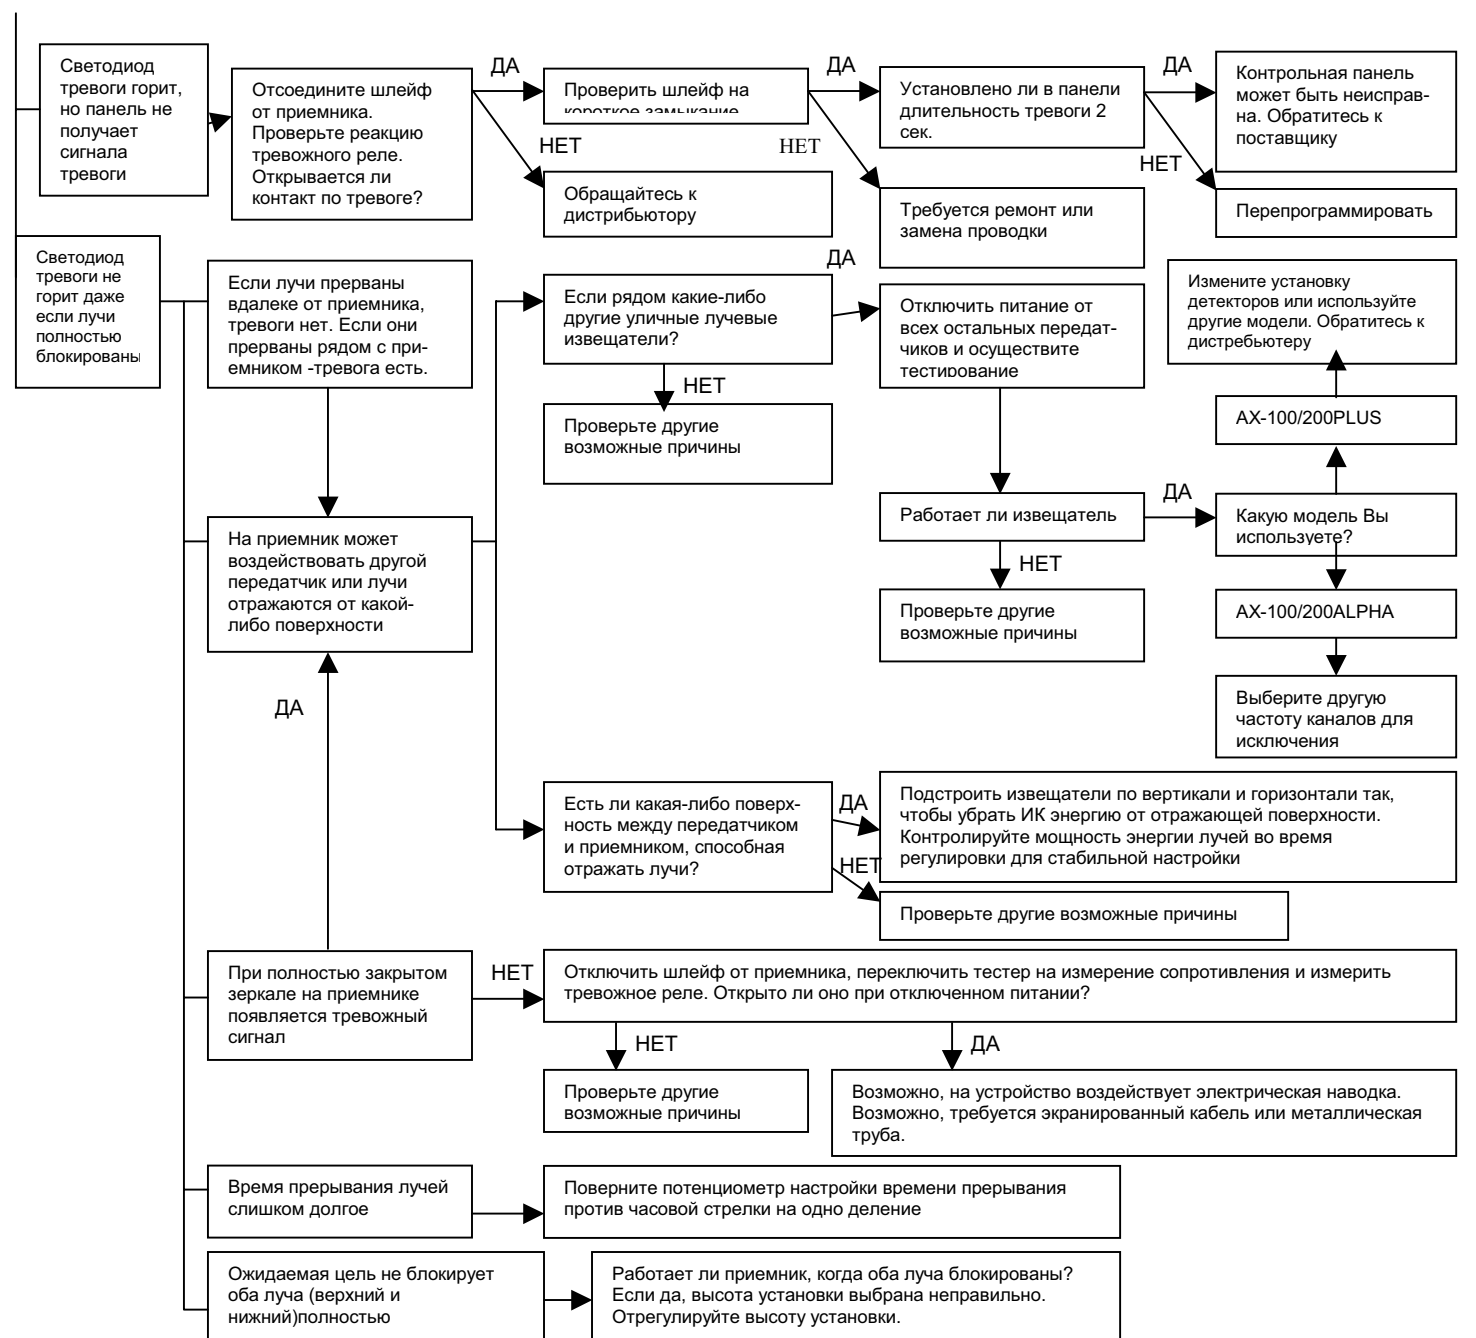 Светодиод
тревоги горит,
но панель не
получает
сигнала
тревоги
Отсоедините шлейф
от приемника.
Проверьте реакцию
тревожного реле.
Открывается ли
контакт по тревоге?
ДА
НЕТ
Проверить шлейф на
короткое замыкание
Обращайтесь к
дистрибьютору
ДА
НЕТ
Установлено ли в панели
длительность тревоги 2
сек.
Требуется ремонт или
замена проводки
ДА
НЕТ
Контрольная панель
может быть неисправ-
на. Обратитесь к
поставщику
Перепрограммировать
Светодиод
тревоги не
горит даже
если лучи
полностью
блокированы
Если лучи прерваны
вдалеке от приемника,
тревоги нет. Если они
прерваны рядом с при-
емником -тревога есть.
Если рядом какие-либо
другие уличные лучевые
извещатели?
ДА
НЕТ
Проверьте другие
возможные причины
Отключить питание от
всех остальных передат-
чиков и осуществите
тестирование
Измените установку
детекторов или используйте
другие модели. Обратитесь к
дистребьютеру
AX-100/200PLUS
Работает ли извещатель
ДА
НЕТ
Какую модель Вы
используете?
Проверьте другие
возможные причины
AX-100/200ALPHA
Выберите другую
частоту каналов для
исключения
На приемник может
воздействовать другой
передатчик или лучи
отражаются от какой-
либо поверхности
ДА
Есть ли какая-либо поверх-
ность между передатчиком
и приемником, способная
отражать лучи?
ДА
НЕТ
Подстроить извещатели по вертикали и горизонтали так,
чтобы убрать ИК энергию от отражающей поверхности.
Контролируйте мощность энергии лучей во время
регулировки для стабильной настройки
Проверьте другие возможные причины
При полностью закрытом
зеркале на приемнике
появляется тревожный
сигнал
НЕТ
Отключить шлейф от приемника, переключить тестер на измерение сопротивления и измерить
тревожное реле. Открыто ли оно при отключенном питании?
НЕТ
ДА
Проверьте другие
возможные причины
Возможно, на устройство воздействует электрическая наводка.
Возможно, требуется экранированный кабель или металлическая
труба.
Время прерывания лучей
слишком долгое
Поверните потенциометр настройки времени прерывания
против часовой стрелки на одно деление
Ожидаемая цель не блокирует
оба луча (верхний и
нижний)полностью
Работает ли приемник, когда оба луча блокированы?
Если да, высота установки выбрана неправильно.
Отрегулируйте высоту установки.